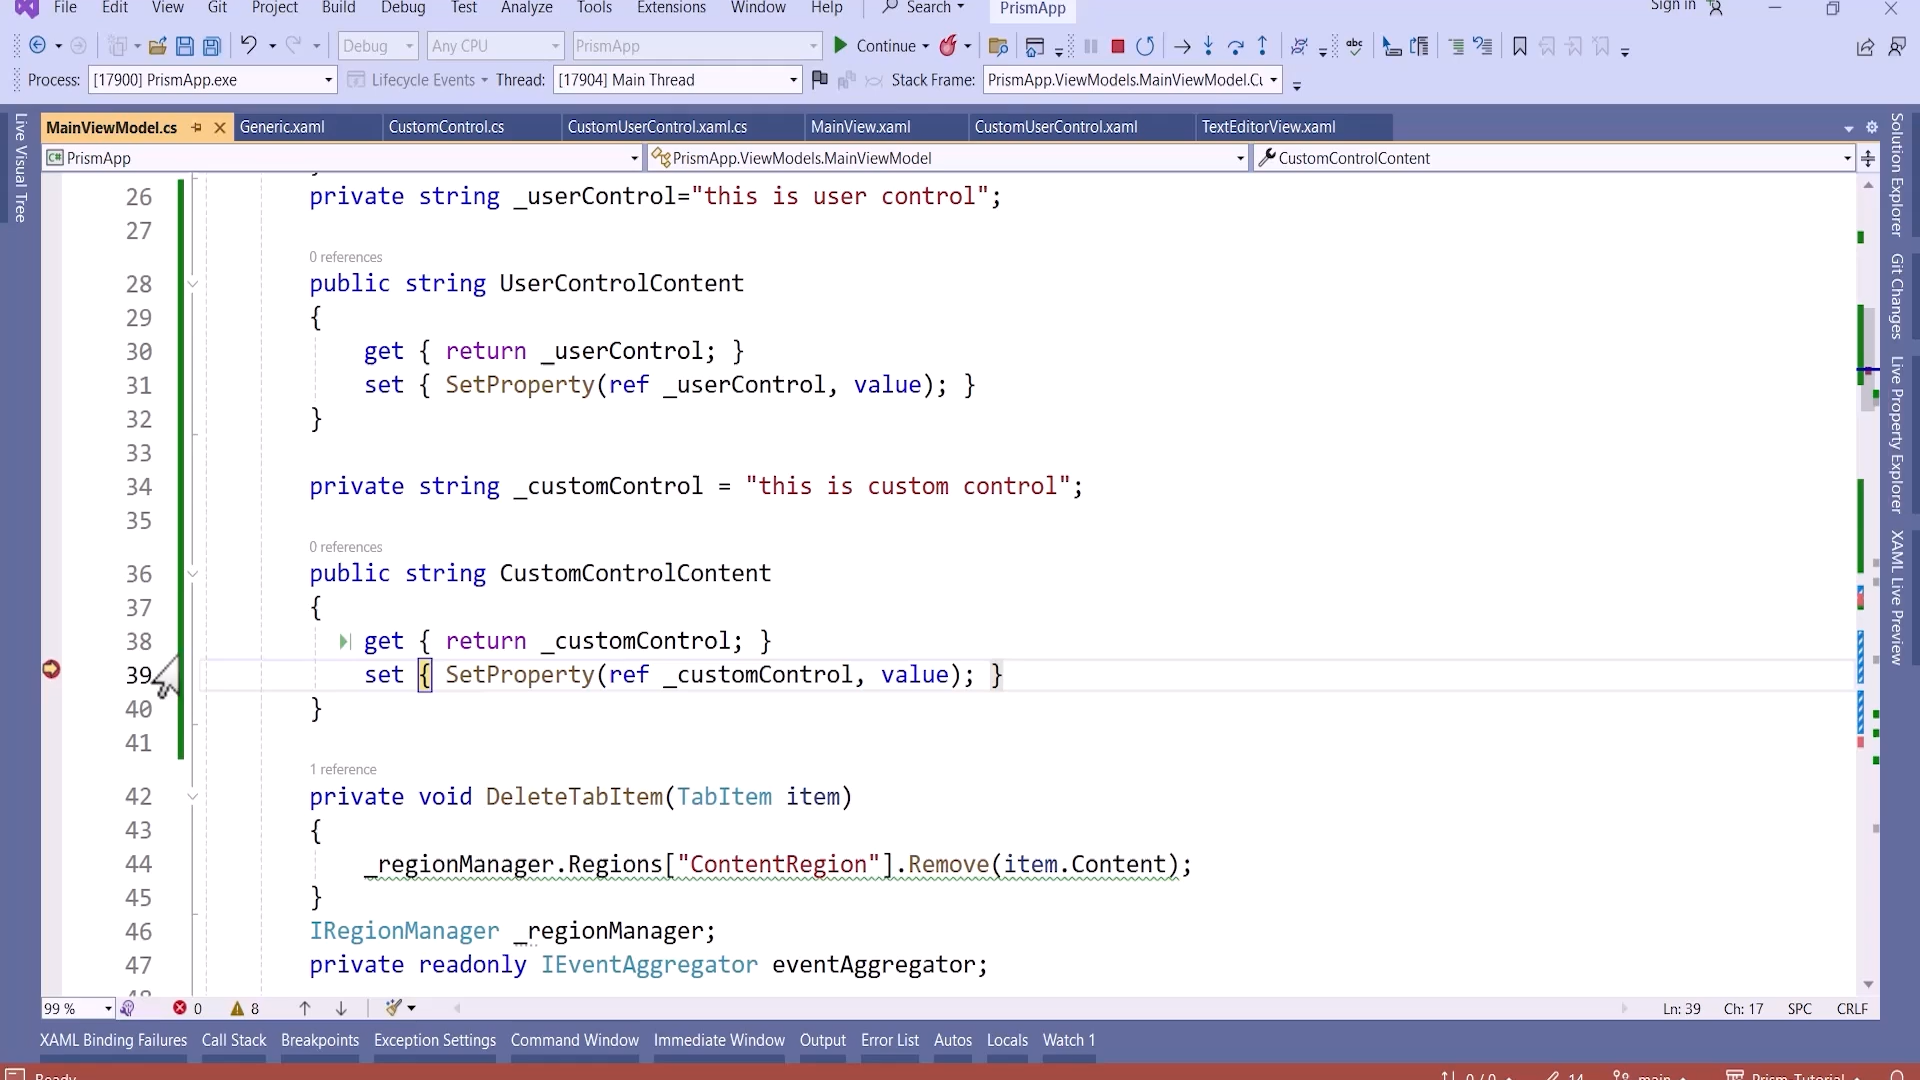 File Edit View Git Project Build Debug Test Analyze Tools Extensions Window Help Search PrismApp Sign in
Debug Any CPU PrismApp Continue
Process: [17900] PrismApp.exe Lifecycle Events Thread: [17904] Main Thread Stack Frame: PrismApp.ViewModels.MainViewModel.Cu
MainViewModel.cs Generic.xaml CustomControl.cs CustomUserControl.xaml.cs MainView.xaml CustomUserControl.xaml TextEditorView.xaml
PrismApp PrismApp.ViewModels.MainViewModel CustomControlContent
Live Visual Tree
Solution Explorer
Git Changes
Live Property Explorer
XAML Live Preview
26 private string _userControl="this is user control";
27
0 references
28 public string UserControlContent
29 {
30 get { return _userControl; }
31 set { SetProperty(ref _userControl, value); }
32 }
33
34 private string _customControl = "this is custom control";
35
0 references
36 public string CustomControlContent
37 {
38 get { return _customControl; }
39 set { SetProperty(ref _customControl, value); }
40 }
41
1 reference
42 private void DeleteTabItem(TabItem item)
43 {
44 _regionManager.Regions["ContentRegion"].Remove(item.Content);
45 }
46 IRegionManager _regionManager;
47 private readonly IEventAggregator eventAggregator;
48
99 % 0 8 Ln: 39 Ch: 17 SPC CRLF
XAML Binding Failures Call Stack Breakpoints Exception Settings Command Window Immediate Window Output Error List Autos Locals Watch 1
Ready 0 / 0 14 main Prism-Tutorial